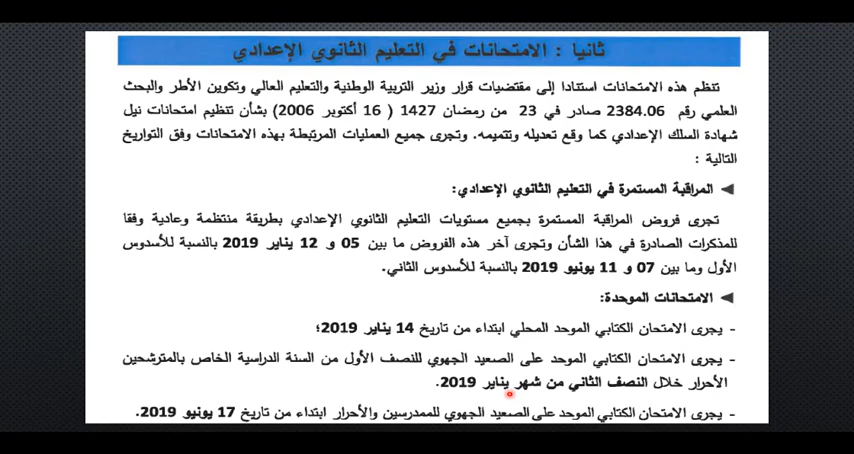 ثانيا : الامتحانات في التعليم الثانوي الإعدادي
تنظم هذه الامتحانات استنادا إلى مقتضيات قرار وزير التربية الوطنية والتعليم العالي وتكوين الأطر والبحث
العلمي رقم 2384.06 صادر في 23 من رمضان 1427 ( 16 أكتوبر 2006) بشأن تنظيم امتحانات نيل
شهادة السلك الإعدادي كما وقع تعديله وتتميمه. وتجرى جميع العمليات المرتبطة بهذه الامتحانات وفق التواريخ
التالية :
◄ المراقبة المستمرة في التعليم الثانوي الإعدادي:
تجرى فروض المراقبة المستمرة بجميع مستويات التعليم الثانوي الإعدادي بطريقة منتظمة وعادية وفقا
للمذكرات الصادرة في هذا الشأن وتجرى آخر هذه الفروض ما بين 05 و 12 يناير 2019 بالنسبة للأسدوس
الأول وما بين 07 و 11 يونيو 2019 بالنسبة للأسدوس الثاني.
◄ الامتحانات الموحدة:
- يجرى الامتحان الكتابي الموحد المحلي ابتداء من تاريخ 14 يناير 2019؛
- يجرى الامتحان الكتابي الموحد على الصعيد الجهوي للنصف الأول من السنة الدراسية الخاص بالمترشحين
الأحرار خلال النصف الثاني من شهر يناير 2019.
- يجرى الامتحان الكتابي الموحد على الصعيد الجهوي للممدرسين والأحرار ابتداء من تاريخ 17 يونيو 2019.